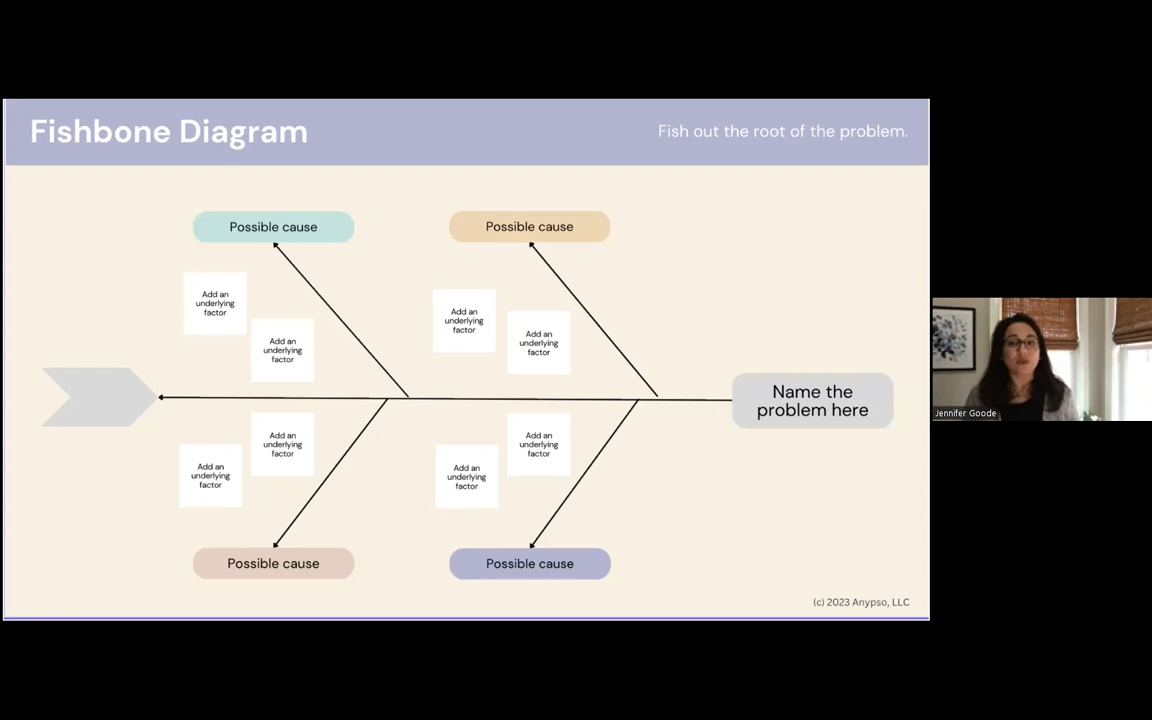 Fishbone Diagram
Fish out the root of the problem.
Possible cause
Possible cause
Add an
underlying
factor
Add an
underlying
factor
Add an
underlying
factor
Add an
underlying
factor
Name the
problem here
Add an
underlying
factor
Add an
underlying
factor
Add an
underlying
factor
Add an
underlying
factor
Possible cause
Possible cause
(c) 2023 Anypso, LLC
Jennifer Goode